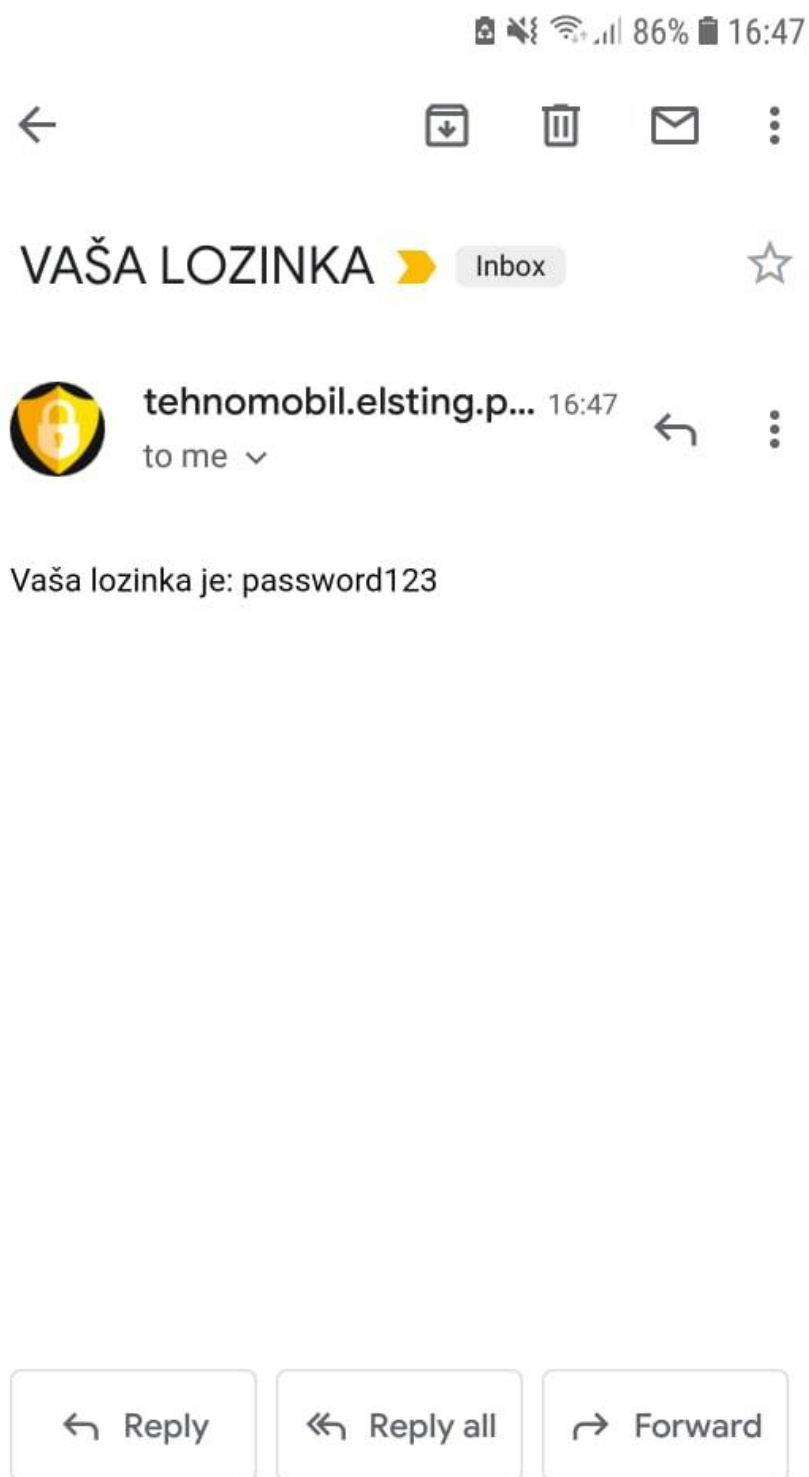 86% 16:47
VAŠA LOZINKA Inbox
tehnomobil.elsting.p... 16:47
to me
Vaša lozinka je: password123
Reply Reply all Forward